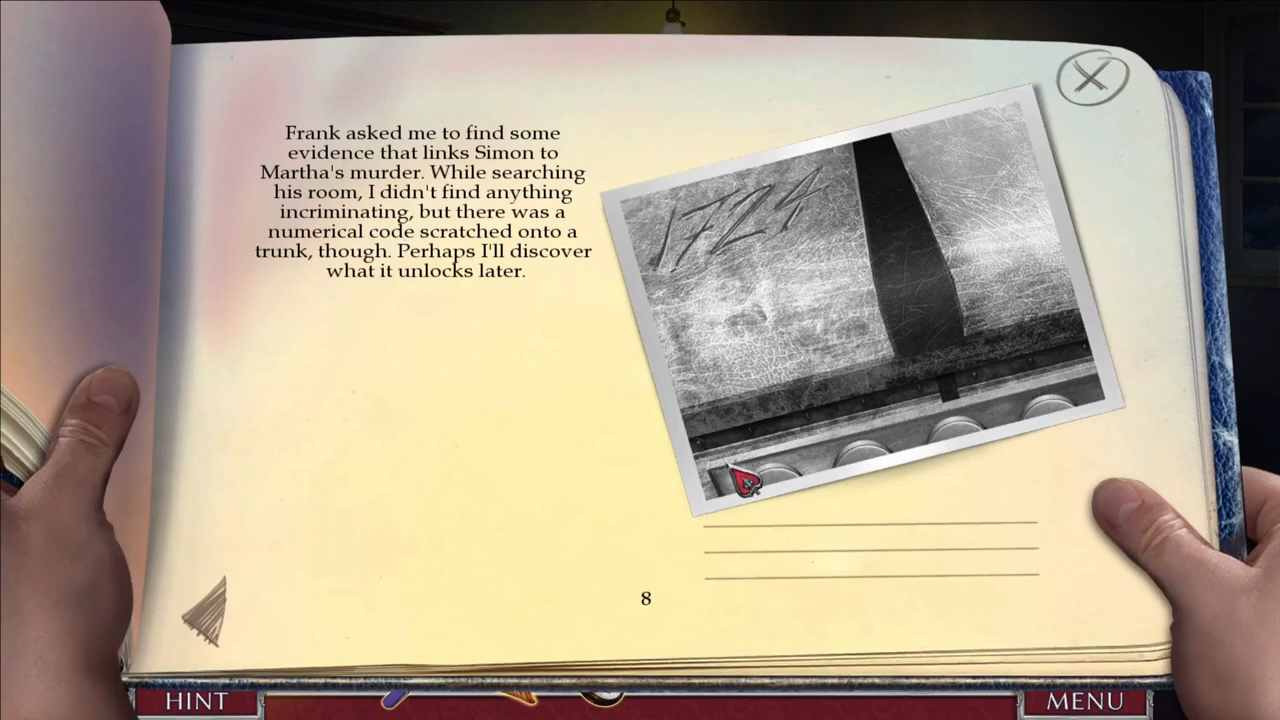 Frank asked me to find some
evidence that links Simon to
Martha's murder. While searching
his room, I didn't find anything
incriminating, but there was a
numerical code scratched onto a
trunk, though. Perhaps I'll discover
what it unlocks later.
1724
8
HINT
MENU